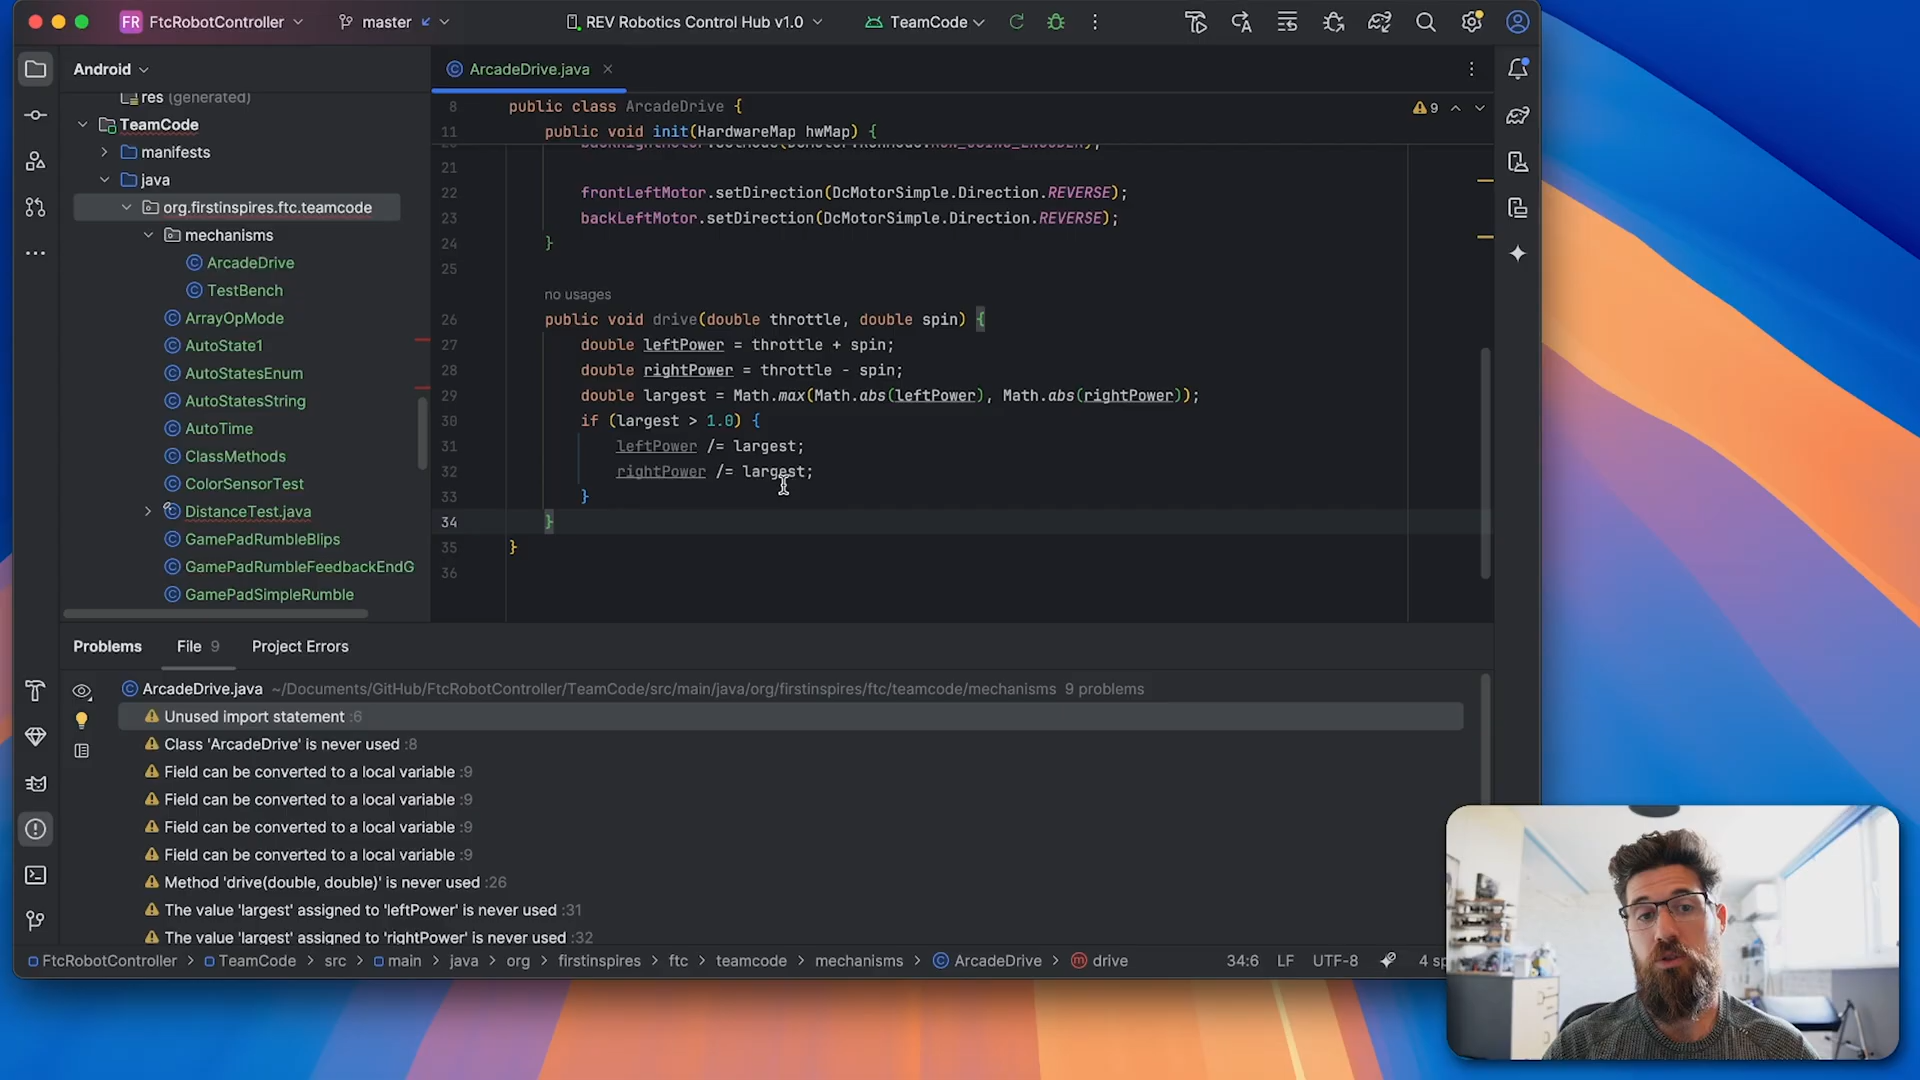 FR FtcRobotController
master
REV Robotics Control Hub v1.0
TeamCode
Android
res (generated)
TeamCode
manifests
java
org.firstinspires.ftc.teamcode
mechanisms
ArcadeDrive
TestBench
ArrayOpMode
AutoState1
AutoStatesEnum
AutoStatesString
AutoTime
ClassMethods
ColorSensorTest
DistanceTest.java
GamePadRumbleBlips
GamePadRumbleFeedbackEndG
GamePadSimpleRumble
ArcadeDrive.java
9
8 public class ArcadeDrive {
11 public void init(HardwareMap hwMap) {
21
22 frontLeftMotor.setDirection(DcMotorSimple.Direction.REVERSE);
23 backLeftMotor.setDirection(DcMotorSimple.Direction.REVERSE);
24 }
25
no usages
26 public void drive(double throttle, double spin) {
27 double leftPower = throttle + spin;
28 double rightPower = throttle - spin;
29 double largest = Math.max(Math.abs(leftPower), Math.abs(rightPower));
30 if (largest > 1.0) {
31 leftPower /= largest;
32 rightPower /= largest;
33 }
34 }
35 }
36
Problems File 9 Project Errors
ArcadeDrive.java ~/Documents/GitHub/FtcRobotController/TeamCode/src/main/java/org/firstinspires/ftc/teamcode/mechanisms 9 problems
Unused import statement :6
Class 'ArcadeDrive' is never used :8
Field can be converted to a local variable :9
Field can be converted to a local variable :9
Field can be converted to a local variable :9
Field can be converted to a local variable :9
Method 'drive(double, double)' is never used :26
The value 'largest' assigned to 'leftPower' is never used :31
The value 'largest' assigned to 'rightPower' is never used :32
FtcRobotController > TeamCode > src > main > java > org > firstinspires > ftc > teamcode > mechanisms > ArcadeDrive > drive
34:6 LF UTF-8 4 sp